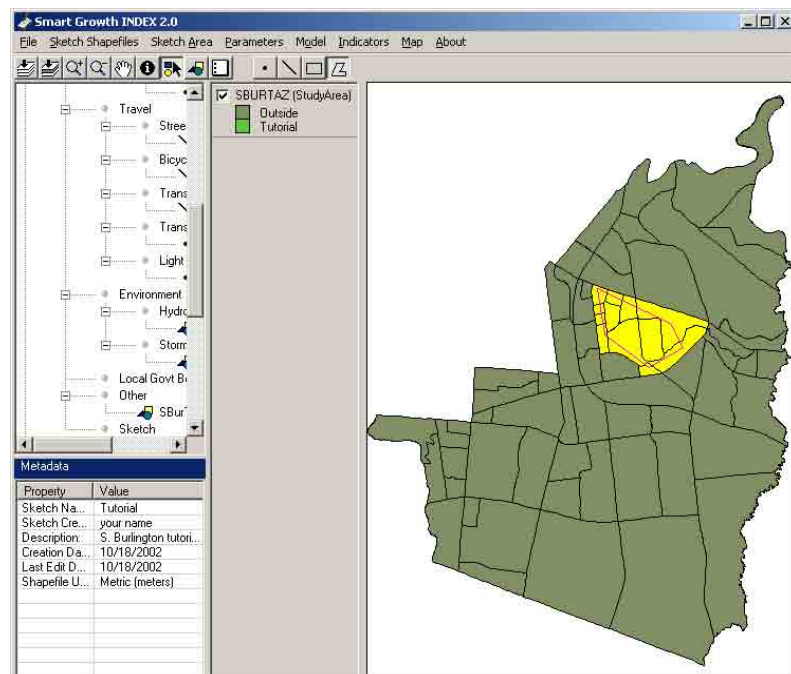 Smart Growth INDEX 2.0
File Sketch Shapefiles Sketch Area Parameters Model Indicators Map About
Travel
Stree
Bicyc
Trans
Trans
Light
Environment
Hydro
Storm
Local Govt B
Other
SBurT
Sketch
SBURTAZ (StudyArea)
Outside
Tutorial
Metadata
Property Value
Sketch Na... Tutorial
Sketch Cre... your name
Description: S. Burlington tutori...
Creation Da... 10/18/2002
Last Edit D... 10/18/2002
Shapefile U... Metric (meters)